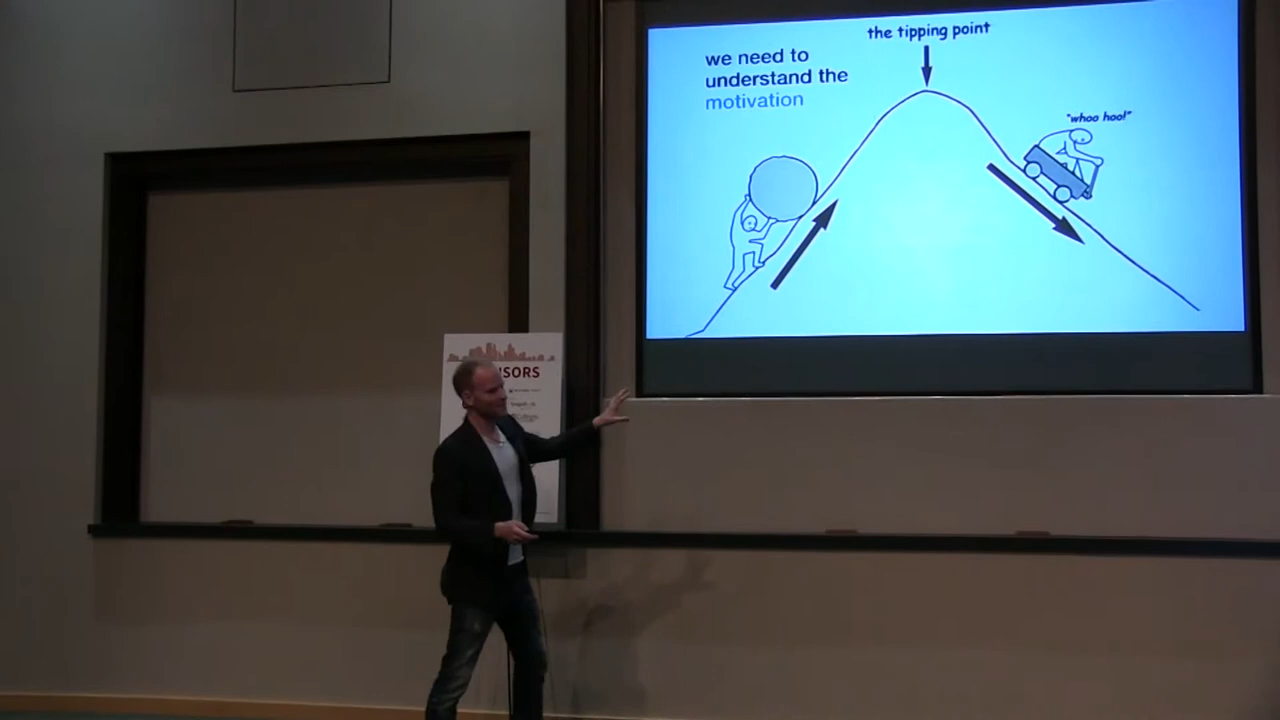 the tipping point
we need to
understand the
motivation
"whoo hoo!"
SORS